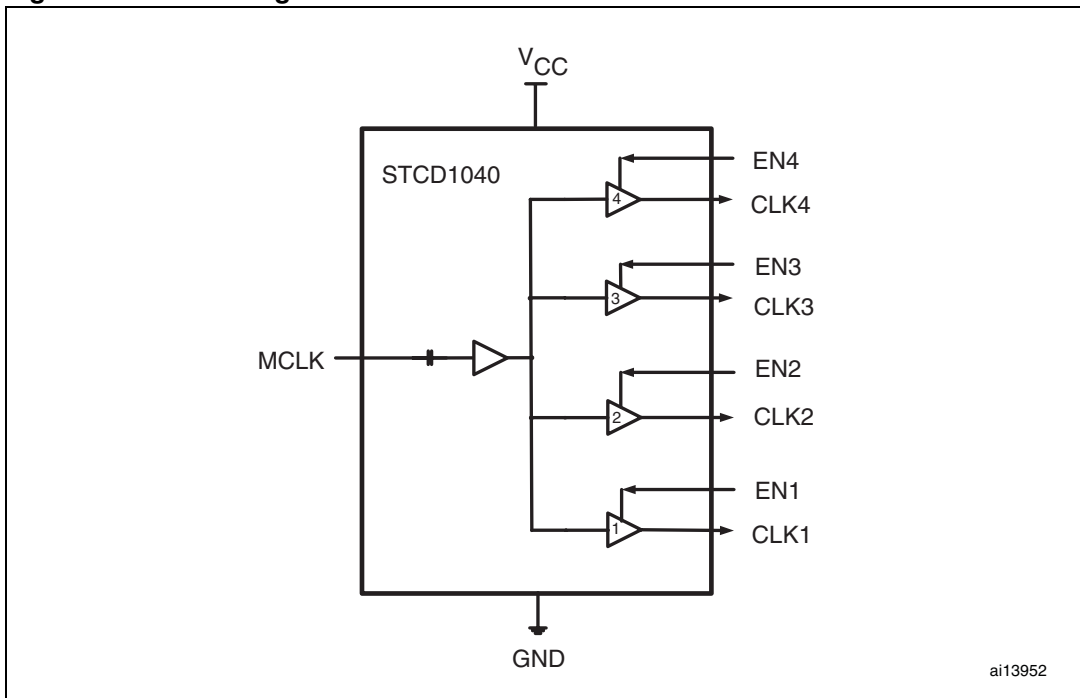 VCC
STCD1040
EN4
4
CLK4
EN3
3
CLK3
MCLK
EN2
2
CLK2
EN1
1
CLK1
GND
ai13952